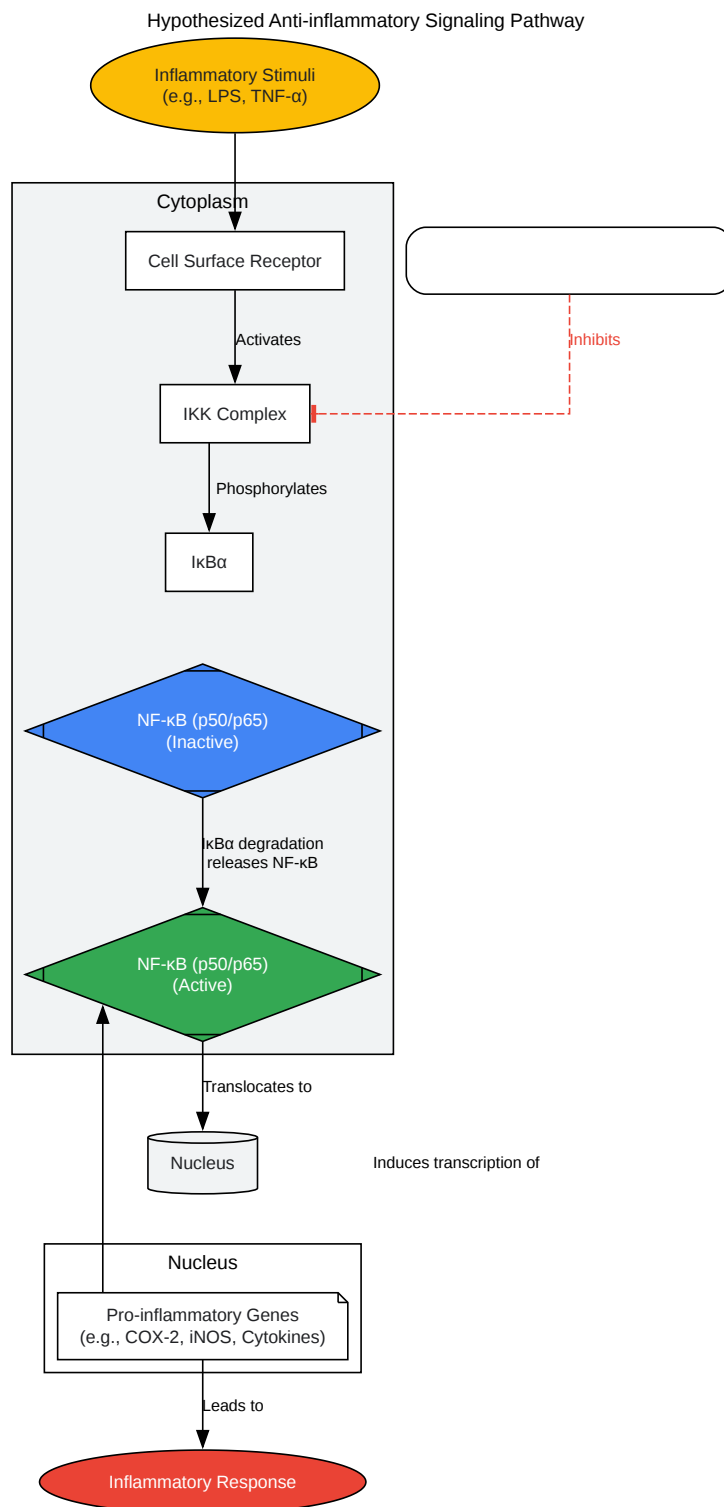 Hypothesized Anti-inflammatory Signaling Pathway
Inflammatory Stimuli
(e.g., LPS, TNF-α)
Cytoplasm
Cell Surface Receptor
Activates
Inhibits
IKK Complex
Phosphorylates
IκBα
NF-κB (p50/p65)
(Inactive)
IκBα degradation
releases NF-κB
NF-κB (p50/p65)
(Active)
Translocates to
Nucleus
Induces transcription of
Nucleus
Pro-inflammatory Genes
(e.g., COX-2, iNOS, Cytokines)
Leads to
Inflammatory Response